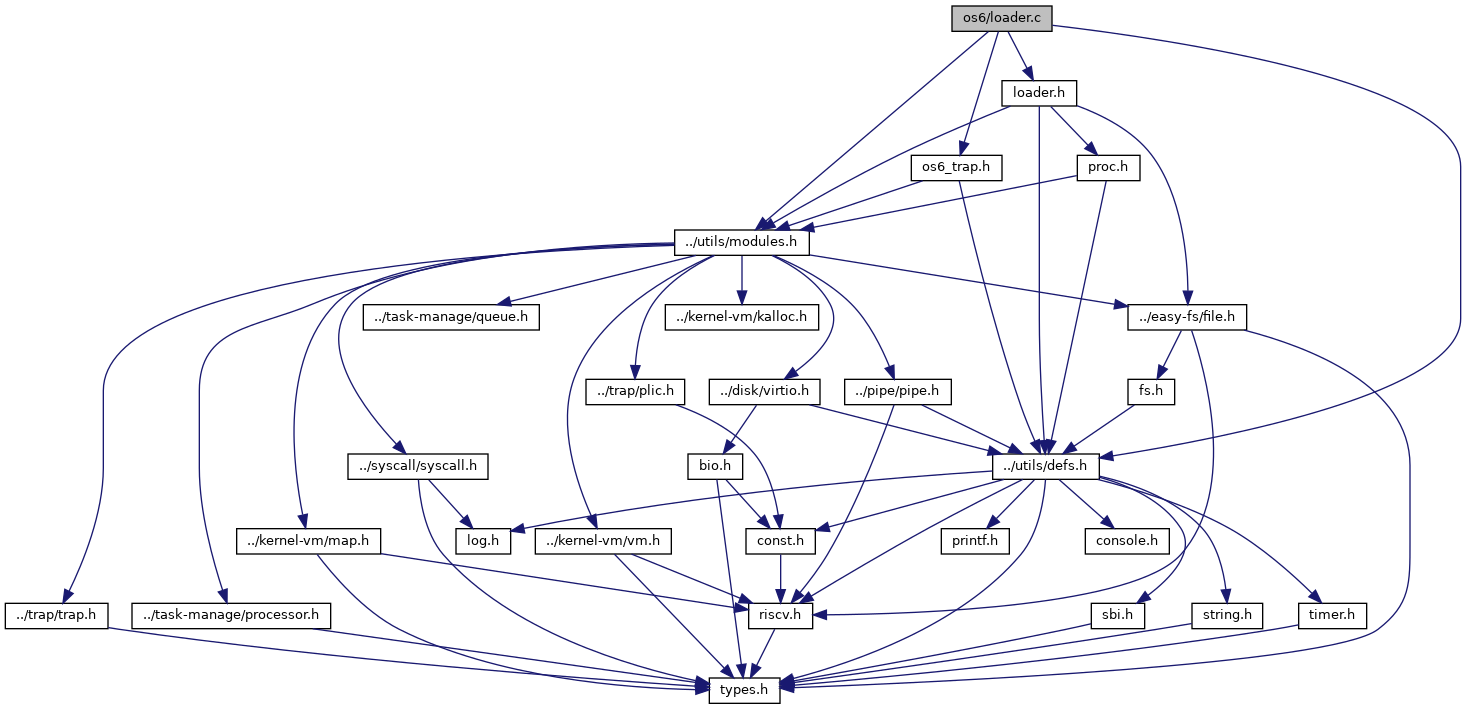 os6/loader.c
loader.h
os6_trap.h
proc.h
../utils/modules.h
../task-manage/queue.h
../kernel-vm/kalloc.h
../easy-fs/file.h
../trap/plic.h
../disk/virtio.h
../pipe/pipe.h
fs.h
../syscall/syscall.h
bio.h
../utils/defs.h
../kernel-vm/map.h
log.h
../kernel-vm/vm.h
const.h
printf.h
console.h
../trap/trap.h
../task-manage/processor.h
riscv.h
sbi.h
string.h
timer.h
types.h